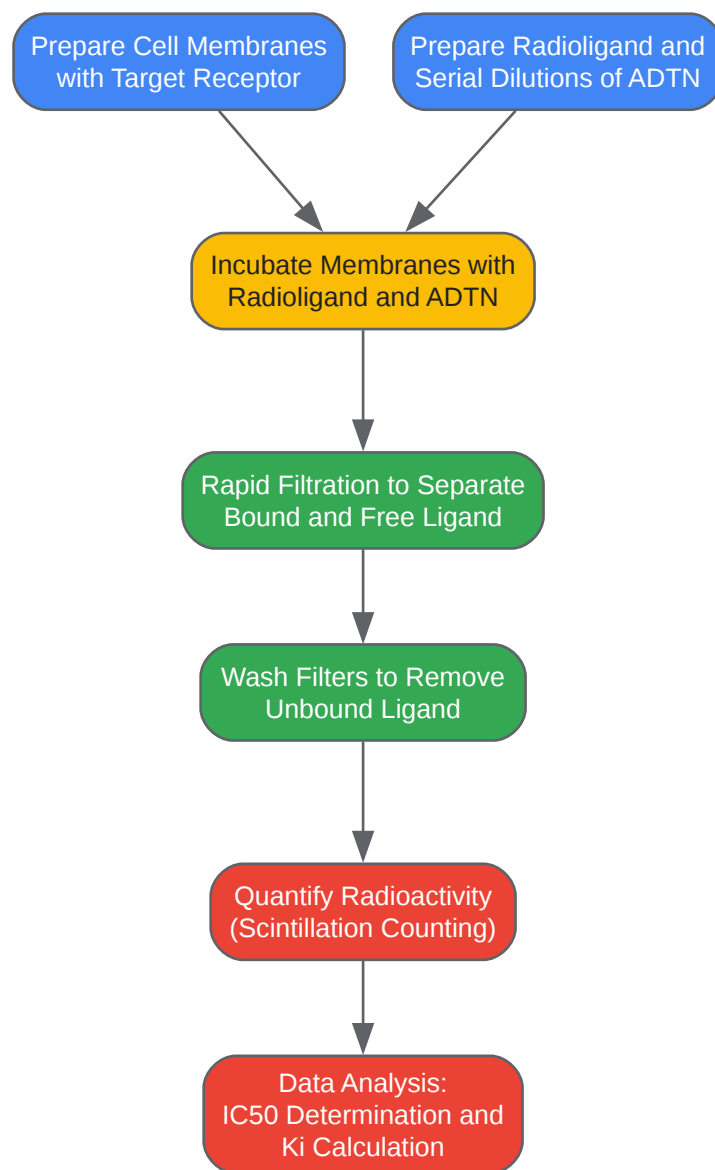 Prepare Cell Membranes
with Target Receptor
Prepare Radioligand and
Serial Dilutions of ADTN
Incubate Membranes with
Radioligand and ADTN
Rapid Filtration to Separate
Bound and Free Ligand
Wash Filters to Remove
Unbound Ligand
Quantify Radioactivity
(Scintillation Counting)
Data Analysis:
IC50 Determination and
Ki Calculation